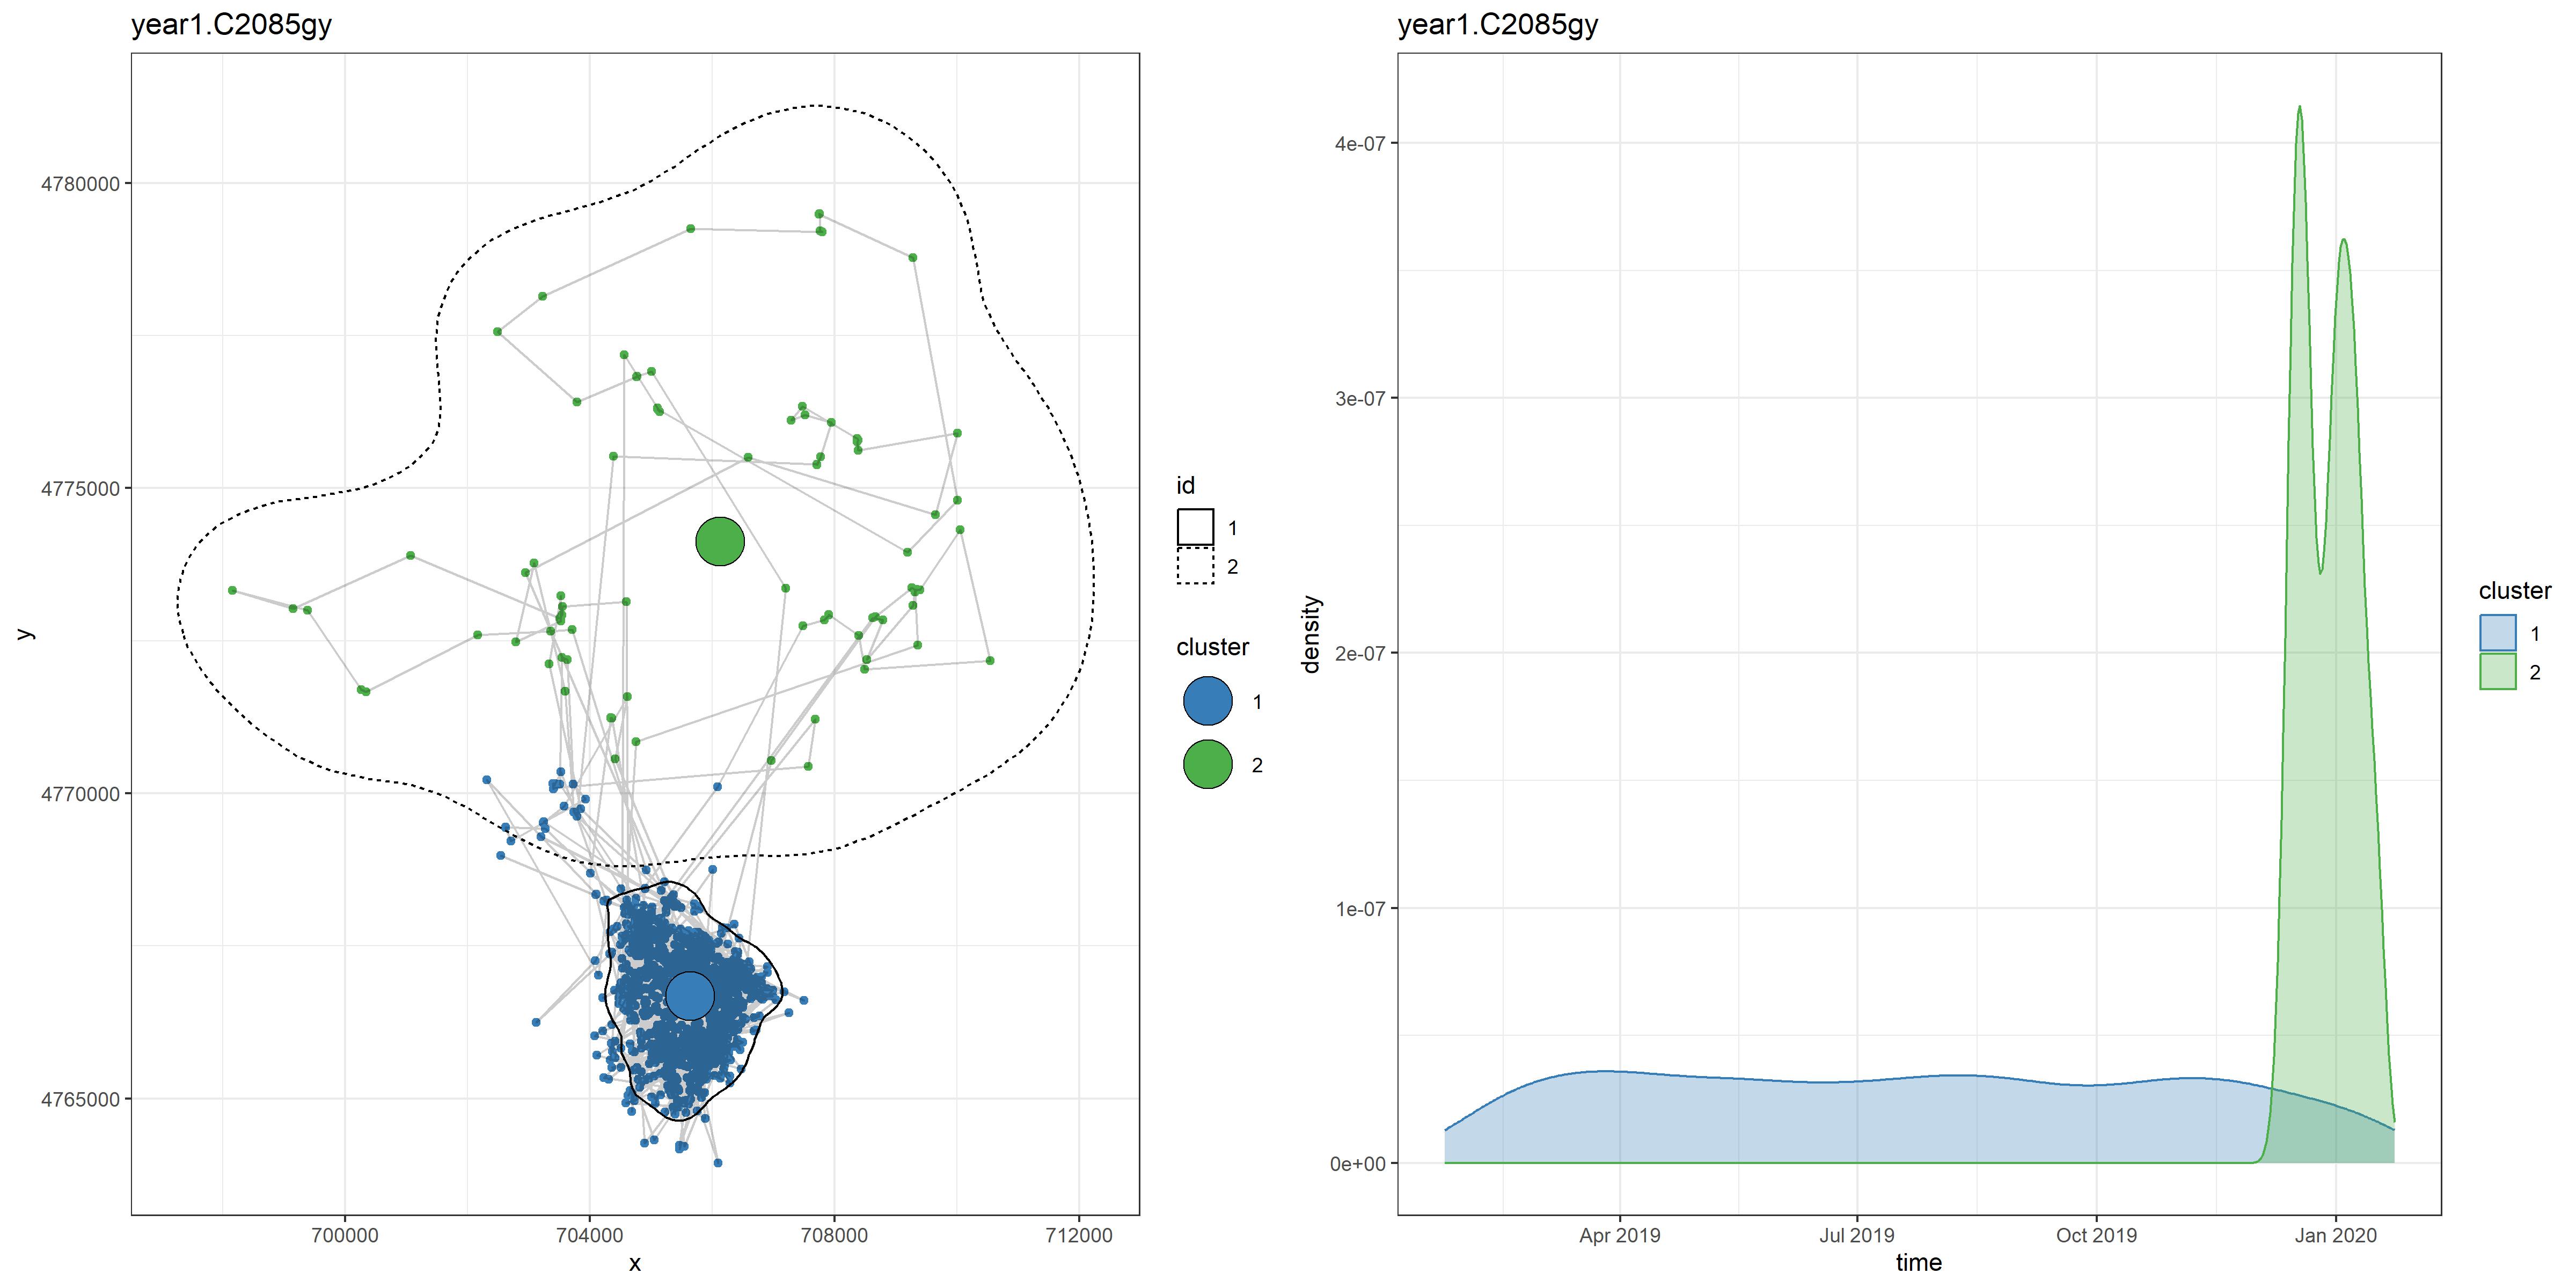 year1.C2085gy
4780000
4775000
4770000
4765000
y
700000
704000
708000
712000
x
id
1
2
cluster
1
2
year1.C2085gy
4e-07
3e-07
2e-07
1e-07
0e+00
density
Apr 2019
Jul 2019
Oct 2019
Jan 2020
time
cluster
1
2